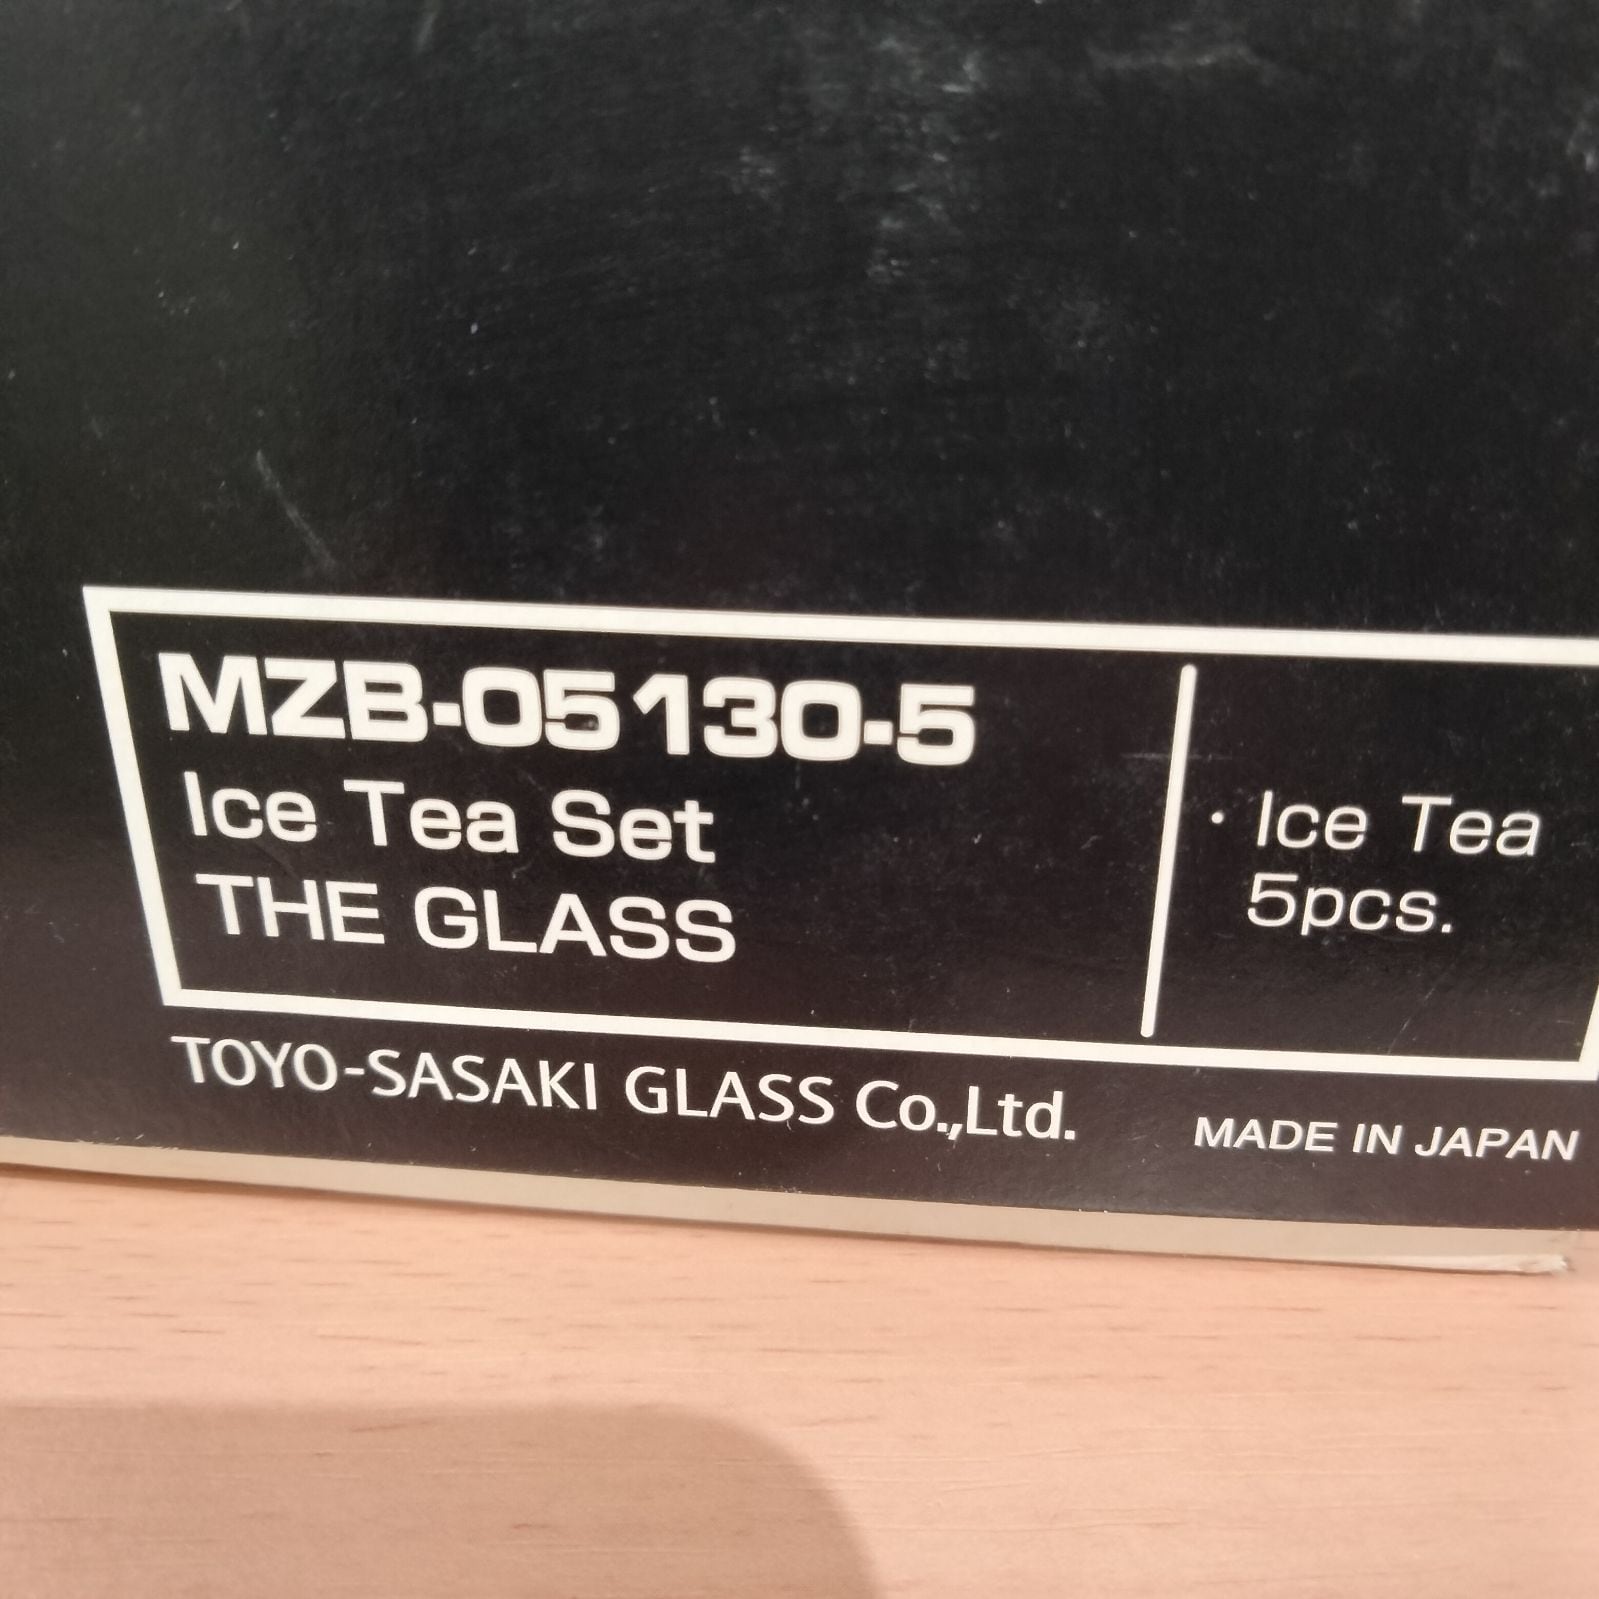 MZB-05130-5
Ice Tea Set
THE GLASS
· Ice Tea
5pcs.
TOYO-SASAKI GLASS Co.,Ltd.
MADE IN JAPAN